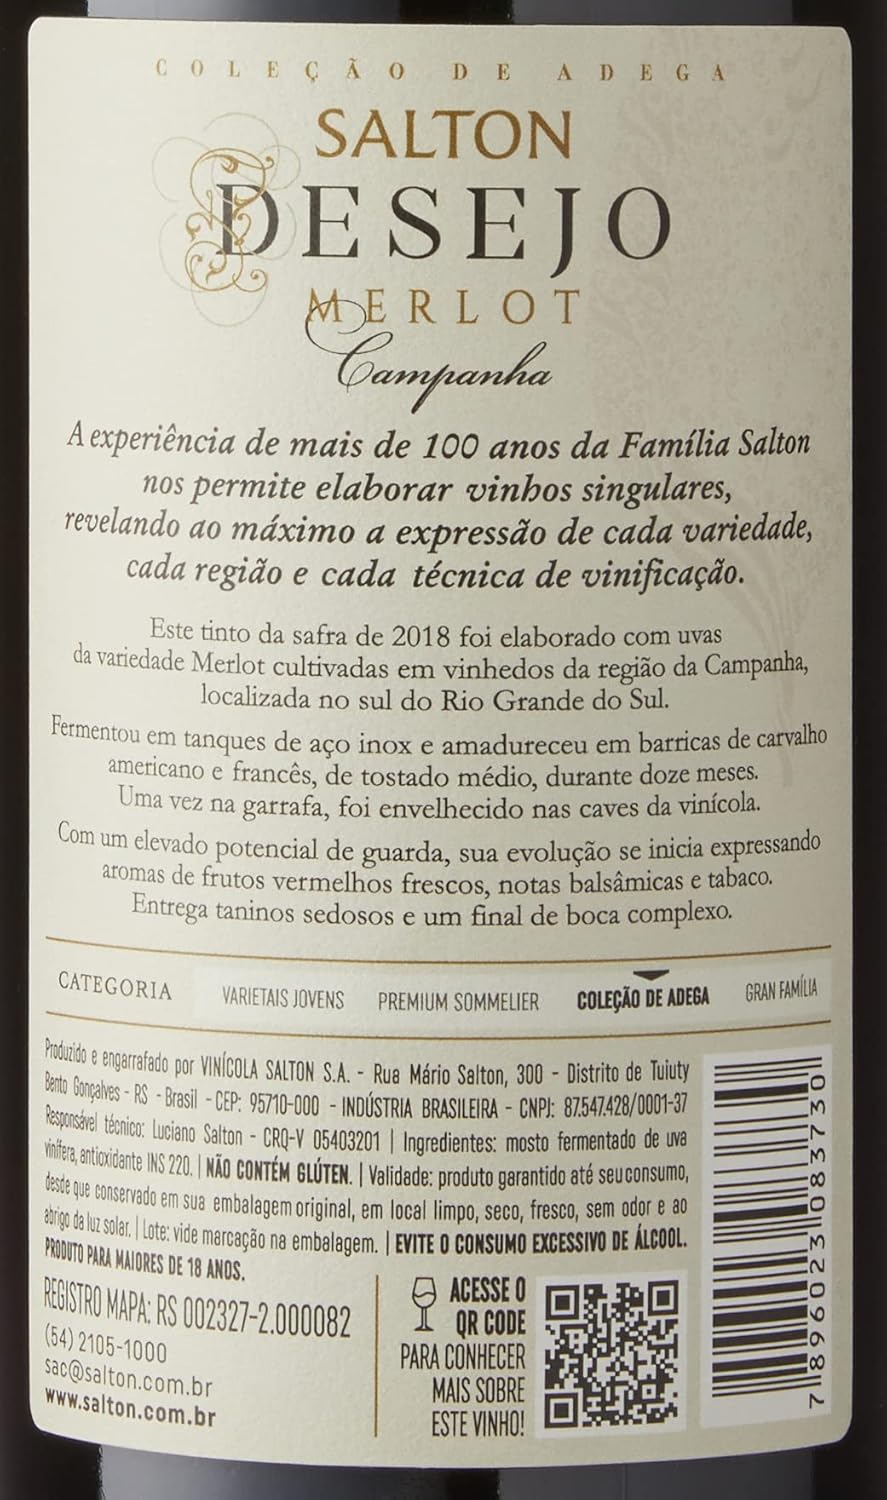 COLEÇÃO DE ADEGA
SALTON
DESEJO
MERLOT
Campanha
A experiência de mais de 100 anos da Família Salton
nos permite elaborar vinhos singulares,
revelando ao máximo a expressão de cada variedade,
cada região e cada técnica de vinificação.
Este tinto da safra de 2018 foi elaborado com uvas
da variedade Merlot cultivadas em vinhedos da região da Campanha,
localizada no sul do Rio Grande do Sul.
Fermentou em tanques de aço inox e amadureceu em barricas de carvalho
americano e francês, de tostado médio, durante doze meses.
Uma vez na garrafa, foi envelhecido nas caves da vinícola.
Com um elevado potencial de guarda, sua evolução se inicia expressando
aromas de frutos vermelhos frescos, notas balsâmicas e tabaco.
Entrega taninos sedosos e um final de boca complexo.
CATEGORIA VARIETAIS JOVENS PREMIUM SOMMELIER COLEÇÃO DE ADEGA GRAN FAMÍLIA
Produzido e engarrafado por VINÍCOLA SALTON S.A. - Rua Mário Salton, 300 - Distrito de Tuiuty
Bento Gonçalves - RS - Brasil - CEP: 95710-000 - INDÚSTRIA BRASILEIRA - CNPJ: 87.547.428/0001-37
Responsável técnico: Luciano Salton - CRQ-V 05403201 | Ingredientes: mosto fermentado de uva
vinífera, antioxidante INS 220. | NÃO CONTÉM GLÚTEN. | Validade: produto garantido até seu consumo,
desde que conservado em sua embalagem original, em local limpo, seco, fresco, sem odor e ao
abrigo da luz solar. | Lote: vide marcação na embalagem. | EVITE O CONSUMO EXCESSIVO DE ÁLCOOL.
PRODUTO PARA MAIORES DE 18 ANOS.
REGISTRO MAPA: RS 002327-2.000082
(54) 2105-1000
sac@salton.com.br
www.salton.com.br
ACESSE O
QR CODE
PARA CONHECER
MAIS SOBRE
ESTE VINHO!
7896023083730